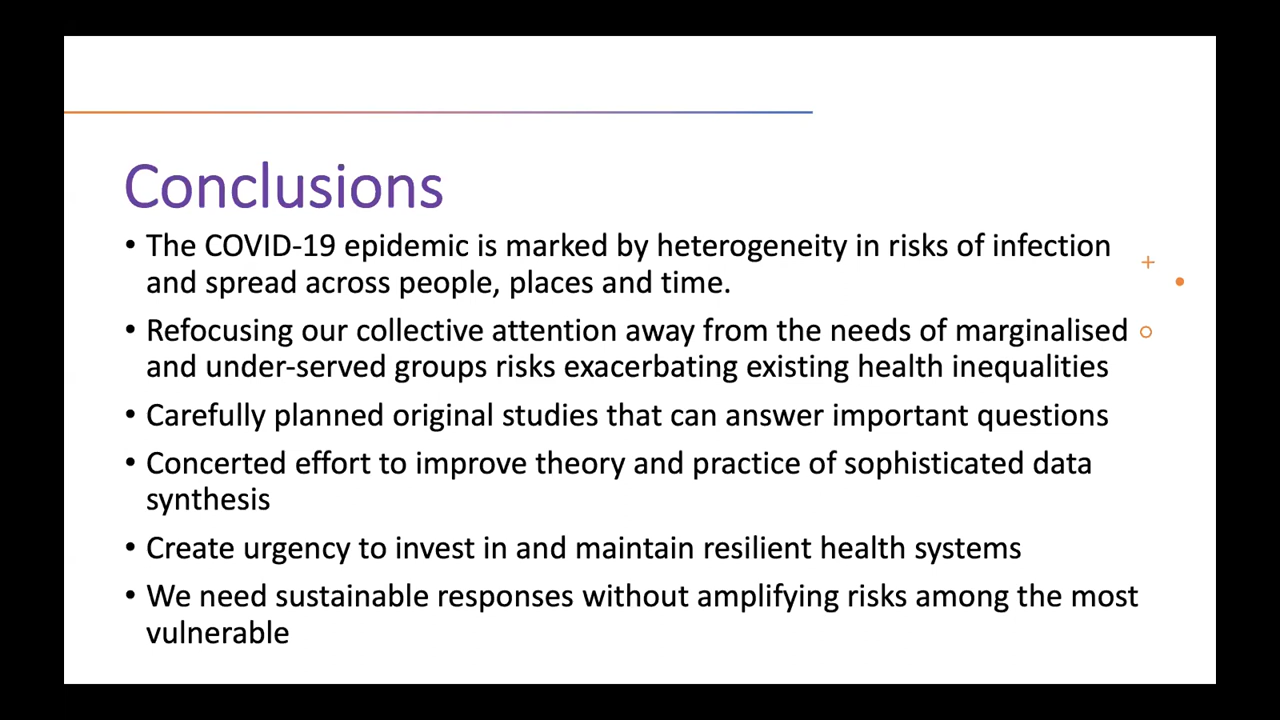 Conclusions
• The COVID-19 epidemic is marked by heterogeneity in risks of infection
and spread across people, places and time.
• Refocusing our collective attention away from the needs of marginalised
and under-served groups risks exacerbating existing health inequalities
• Carefully planned original studies that can answer important questions
• Concerted effort to improve theory and practice of sophisticated data
synthesis
• Create urgency to invest in and maintain resilient health systems
• We need sustainable responses without amplifying risks among the most
vulnerable